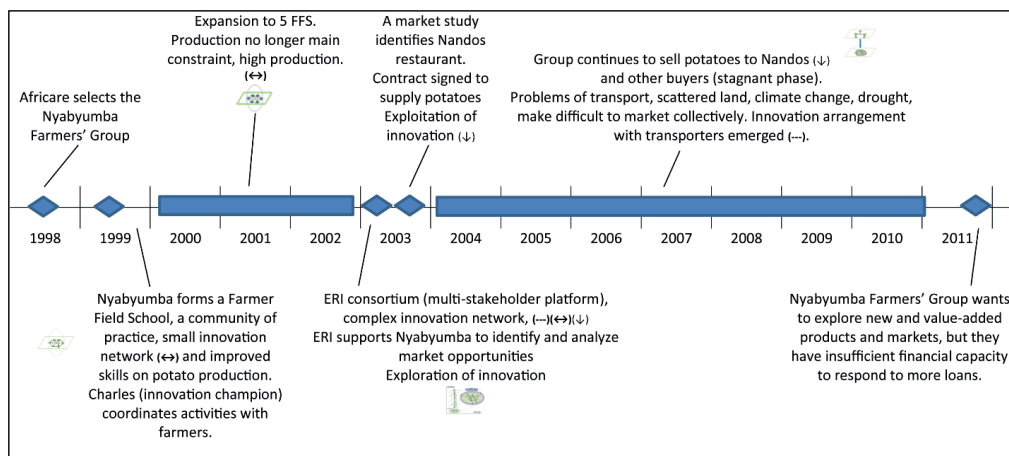 Africare selects the
Nyabyumba
Farmers' Group
Expansion to 5 FFS.
Production no longer main
constraint, high production.
(↔)
A market study
identifies Nandos
restaurant.
Contract signed to
supply potatoes
Exploitation of
innovation (↓)
Group continues to sell potatoes to Nandos (↓)
and other buyers (stagnant phase).
Problems of transport, scattered land, climate change, drought,
make difficult to market collectively. Innovation arrangement
with transporters emerged (---).
1998
1999
2000
2001
2002
2003
2004
2005
2006
2007
2008
2009
2010
2011
Nyabyumba forms a Farmer
Field School, a community of
practice, small innovation
network (↔) and improved
skills on potato production.
Charles (innovation champion)
coordinates activities with
farmers.
ERI consortium (multi-stakeholder platform),
complex innovation network, (---)(↔)(↓)
ERI supports Nyabyumba to identify and analyze
market opportunities
Exploration of innovation
Nyabyumba Farmers' Group wants
to explore new and value-added
products and markets, but they
have insufficient financial capacity
to respond to more loans.